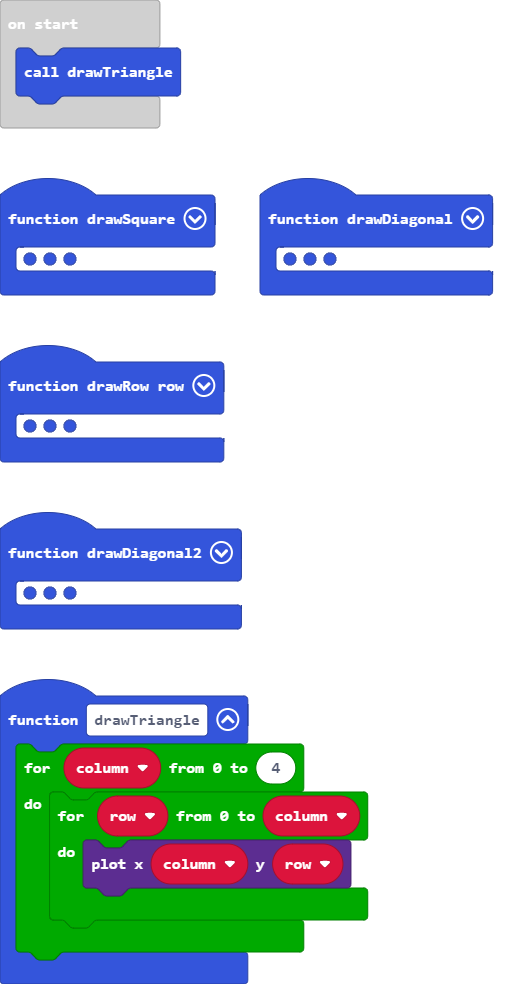 on start
call drawTriangle
function drawSquare
function drawDiagonal
function drawRow row
function drawDiagonal2
function drawTriangle
for column from 0 to 4
do
for row from 0 to column
do
plot x column y row